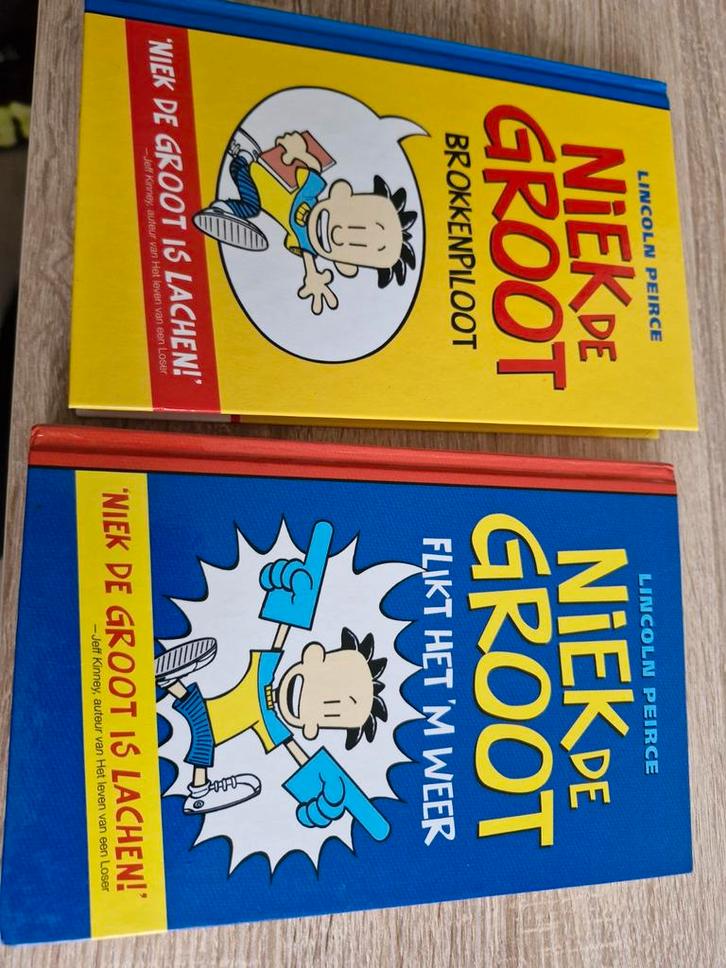 LINCOLN PEIRCE
NIEK DE
GROOT
BROKKENPILOOT
'NIEK DE GROOT IS LACHEN!'
– Jeff Kinney, auteur van Het leven van een Loser
LINCOLN PEIRCE
NIEK DE
GROOT
FLIKT HET 'M WEER
'NIEK DE GROOT IS LACHEN!'
– Jeff Kinney, auteur van Het leven van een Loser